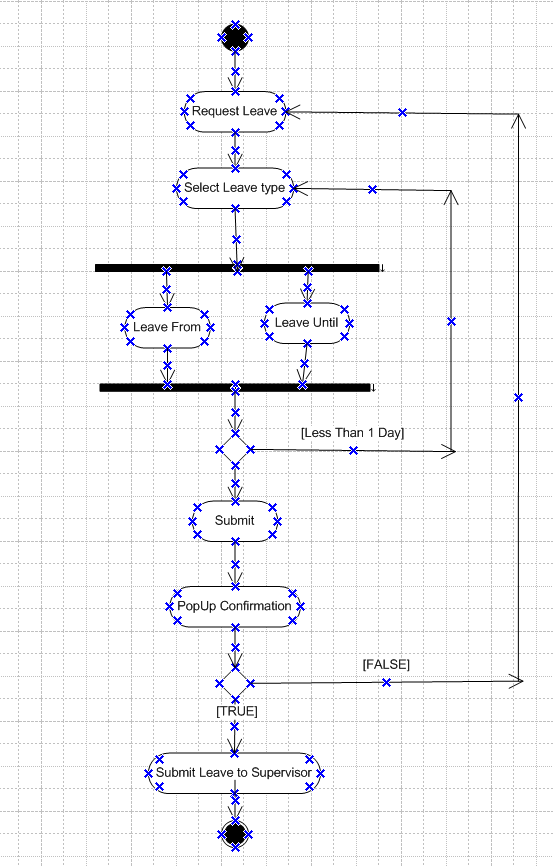 Request Leave
Select Leave type
Leave From
Leave Until
[Less Than 1 Day]
Submit
PopUp Confirmation
[FALSE]
[TRUE]
Submit Leave to Supervisor